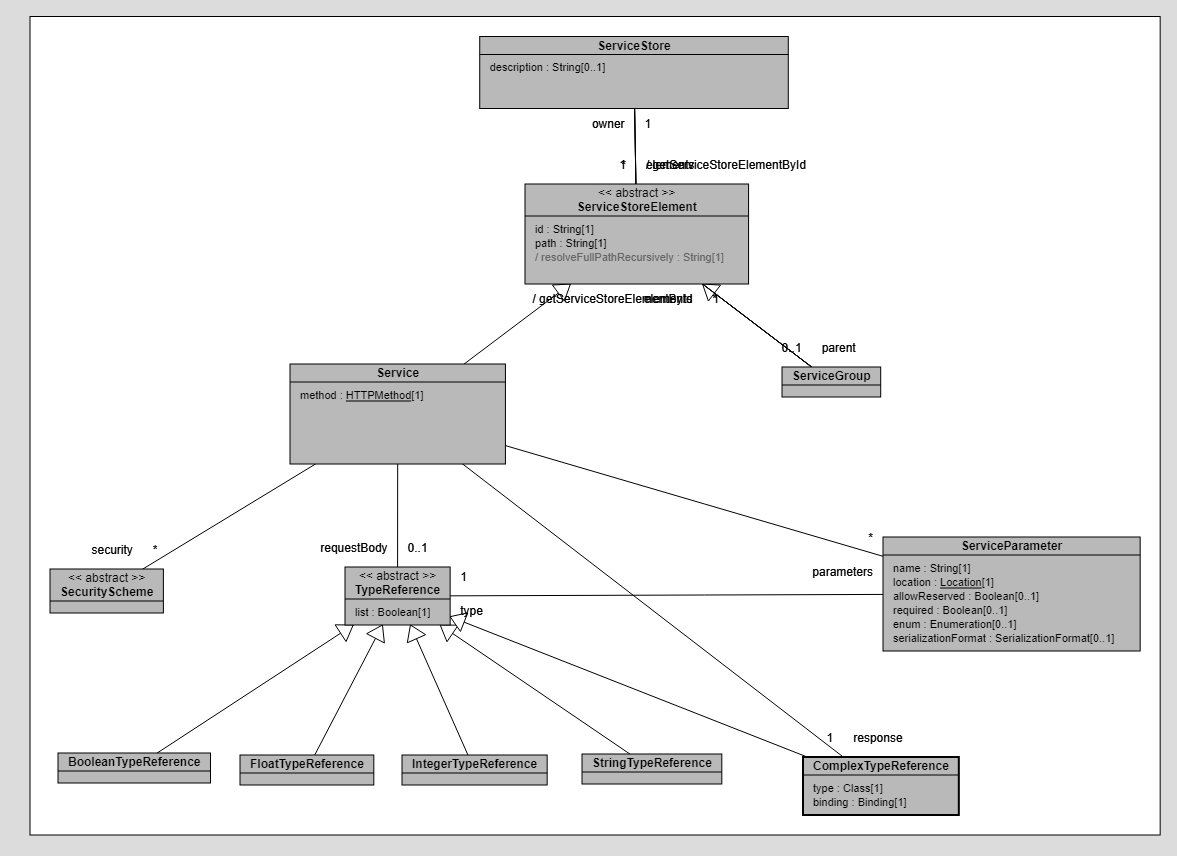 ServiceStore
description : String[0..1]
owner 1
* / getServiceStoreElementById
<< abstract >>
ServiceStoreElement
id : String[1]
path : String[1]
/ resolveFullPathRecursively : String[1]
/ getServiceStoreElementById elements
0..1 parent
Service
ServiceGroup
method : HTTPMethod[1]
*
ServiceParameter
security *
requestBody 0..1
name : String[1]
parameters
<< abstract >>
SecurityScheme
<< abstract >>
TypeReference
1
location : Location[1]
allowReserved : Boolean[0..1]
list : Boolean[1]
type
required : Boolean[0..1]
enum : Enumeration[0..1]
serializationFormat : SerializationFormat[0..1]
1 response
BooleanTypeReference
FloatTypeReference
IntegerTypeReference
StringTypeReference
ComplexTypeReference
type : Class[1]
binding : Binding[1]